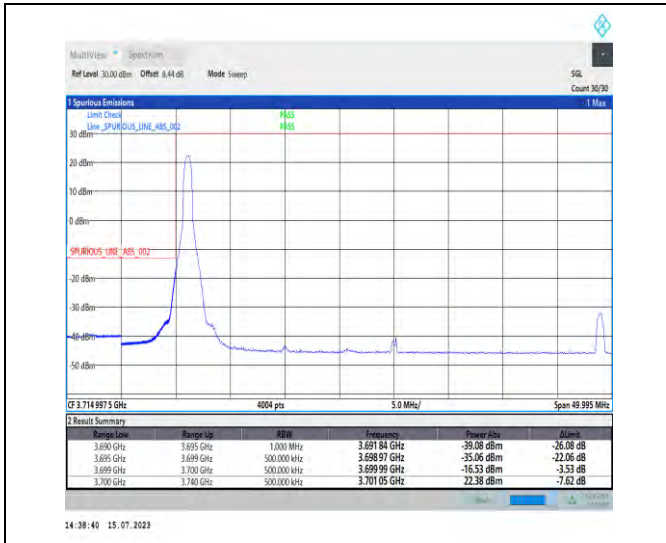 MultiView Spectrum
Ref Level 30.00 dBm Offset 8.44 dB Mode Sweep SGL
Count 30/30
1 Spurious Emissions 1 Max
Limit Check PASS
Line _SPURIOUS_LINE_ABS_002 PASS
30 dBm
20 dBm
10 dBm
0 dBm
_SPURIOUS_LINE_ABS_002
-20 dBm
-30 dBm
-40 dBm
-50 dBm
CF 3.714 997 5 GHz 4004 pts 5.0 MHz/ Span 49.995 MHz
2 Result Summary
Range Low Range Up RBW Frequency Power Abs ΔLimit
3.690 GHz 3.695 GHz 1.000 MHz 3.691 84 GHz -39.08 dBm -26.08 dB
3.695 GHz 3.699 GHz 500.000 kHz 3.698 97 GHz -35.06 dBm -22.06 dB
3.699 GHz 3.700 GHz 500.000 kHz 3.699 99 GHz -16.53 dBm -3.53 dB
3.700 GHz 3.740 GHz 500.000 kHz 3.701 05 GHz 22.38 dBm -7.62 dB
14:38:40 15.07.2023